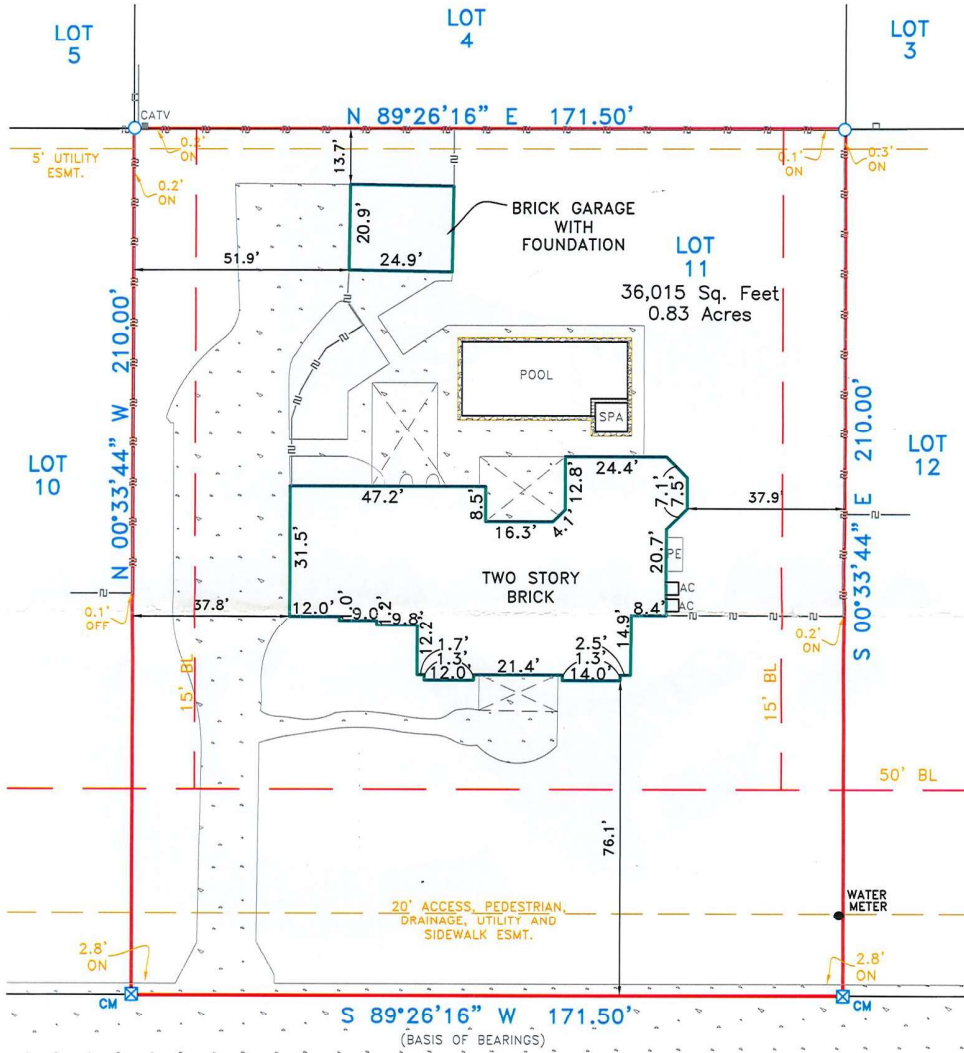 LOT
4
LOT
5
LOT
3
CATV
N 89°26'16" E 171.50'
5' UTILITY
ESMT.
0.2'
ON
0.2'
ON
13.7'
0.1'
ON
0.3'
ON
20.9'
24.9'
51.9'
BRICK GARAGE
WITH
FOUNDATION
LOT
11
36,015 Sq. Feet
0.83 Acres
N 00°33'44" W 210.00'
S 00°33'44" E 210.00'
POOL
SPA
LOT
10
LOT
12
47.2'
8.5'
16.3'
4.1'
12.8'
24.4'
7.1'
7.5'
37.9'
31.5'
TWO STORY
BRICK
20.7'
PE
AC
AC
0.1'
OFF
37.8'
12.0'
1.0'
9.0'
1.2'
9.8'
12.2'
8.4'
14.9'
0.2'
ON
1.7'
1.3'
12.0'
21.4'
2.5'
1.3'
14.0'
15' BL
15' BL
50' BL
76.1'
20' ACCESS, PEDESTRIAN,
DRAINAGE, UTILITY AND
SIDEWALK ESMT.
WATER
METER
2.8'
ON
2.8'
ON
CM
CM
S 89°26'16" W 171.50'
(BASIS OF BEARINGS)